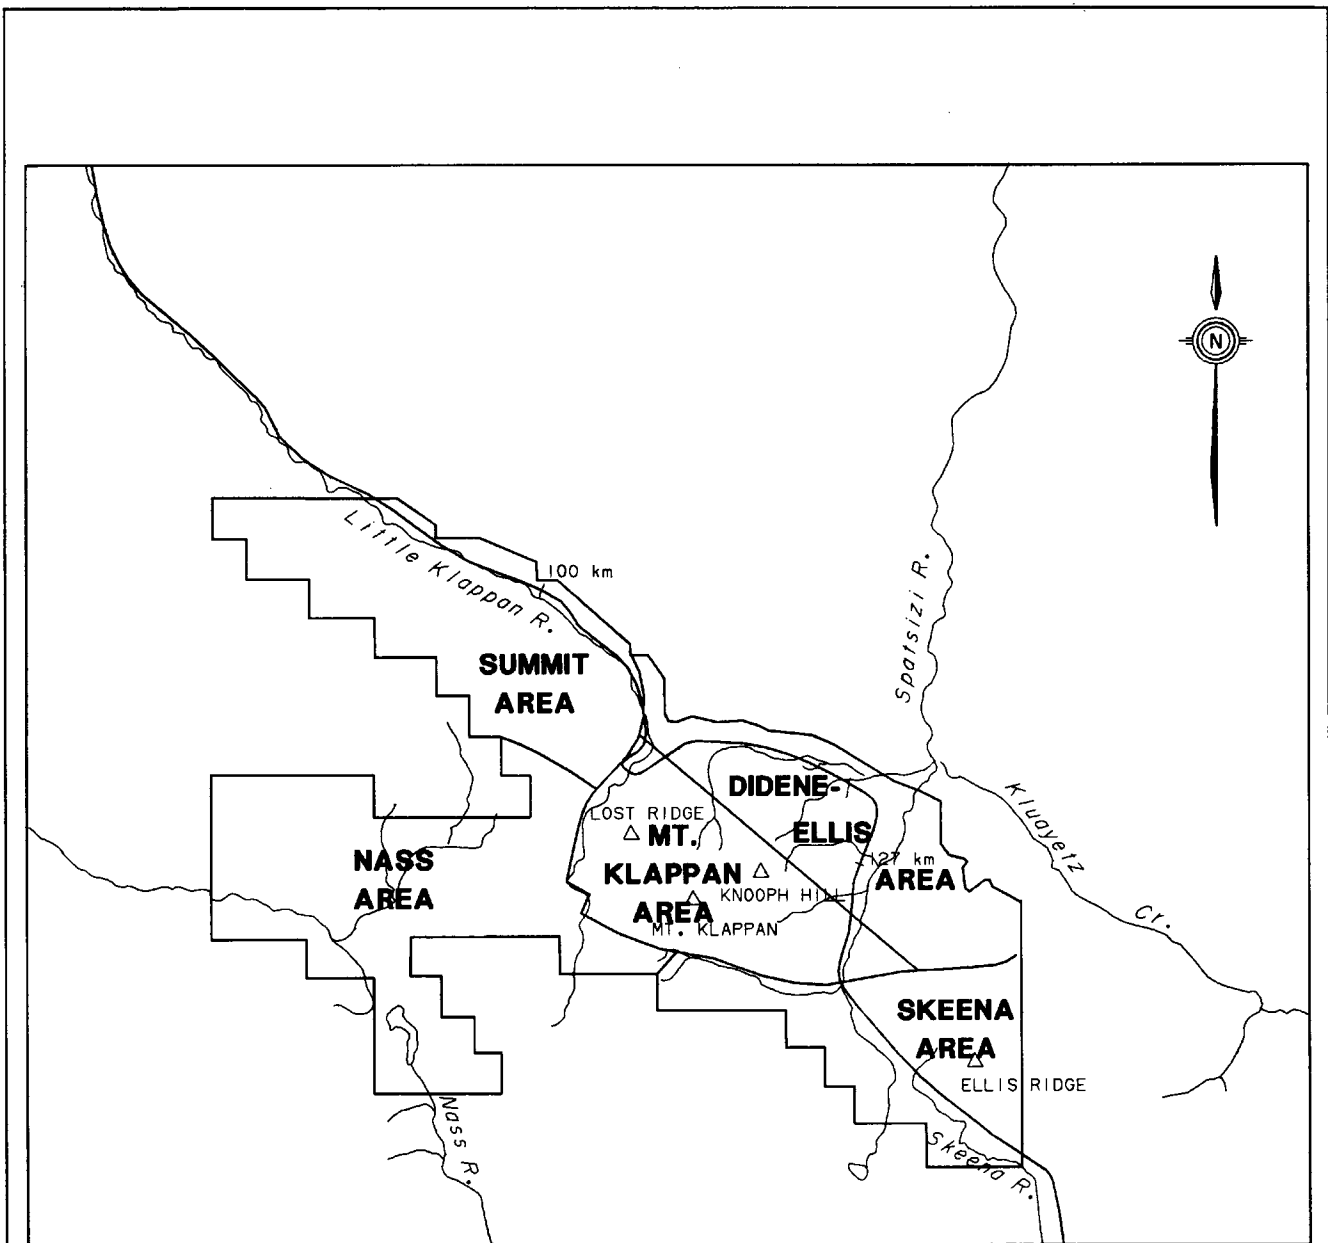 N
Little Klappan R.
100 km
Spatsizi R.
SUMMIT
AREA
DIDENE-
ELLIS
AREA
127 km
Kluayetz
Cr.
LOST RIDGE
MT.
KLAPPAN
AREA
KNOOPH HILL
MT. KLAPPAN
NASS
AREA
SKEENA
AREA
ELLIS RIDGE
Nass R.
Skeena R.